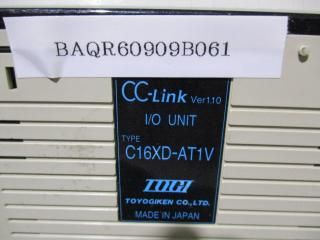 BAQR60909B061
CC-Link Ver1.10
I/O UNIT
TYPE
C16XD-AT1V
TOGI
TOYOGIKEN CO.,LTD.
MADE IN JAPAN